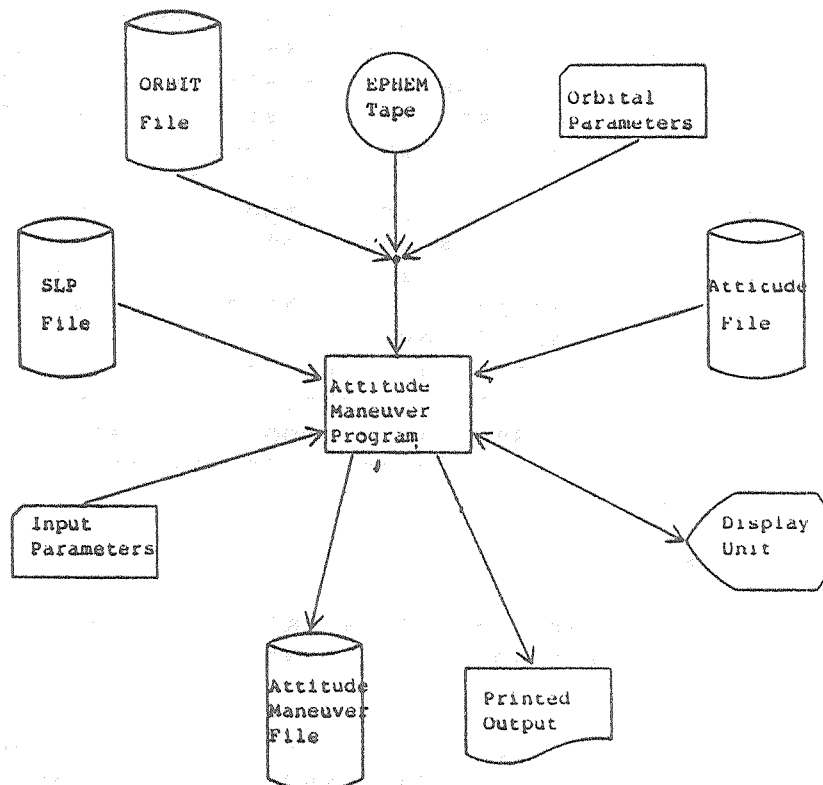 ORBIT
File
EPHEM
Tape
Orbital
Parameters
SLP
File
Attitude
File
Attitude
Maneuver
Program
Input
Parameters
Display
Unit
Attitude
Maneuver
File
Printed
Output